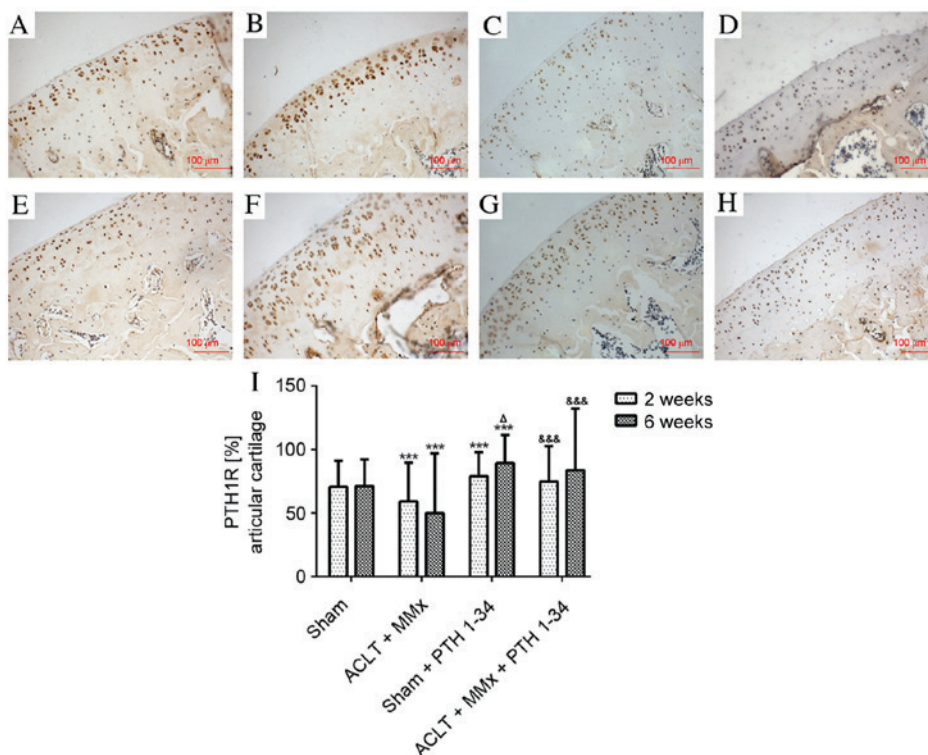 A B C D
100 µm 100 µm 100 µm 100 µm
E F G H
100 µm 100 µm 100 µm 100 µm
I
PTH1R [%]
articular cartilage
150
100
50
0
*** *** *** Δ *** &&& &&&
2 weeks
6 weeks
Sham
ACLT + MMx
Sham + PTH 1-34
ACLT + MMx + PTH 1-34